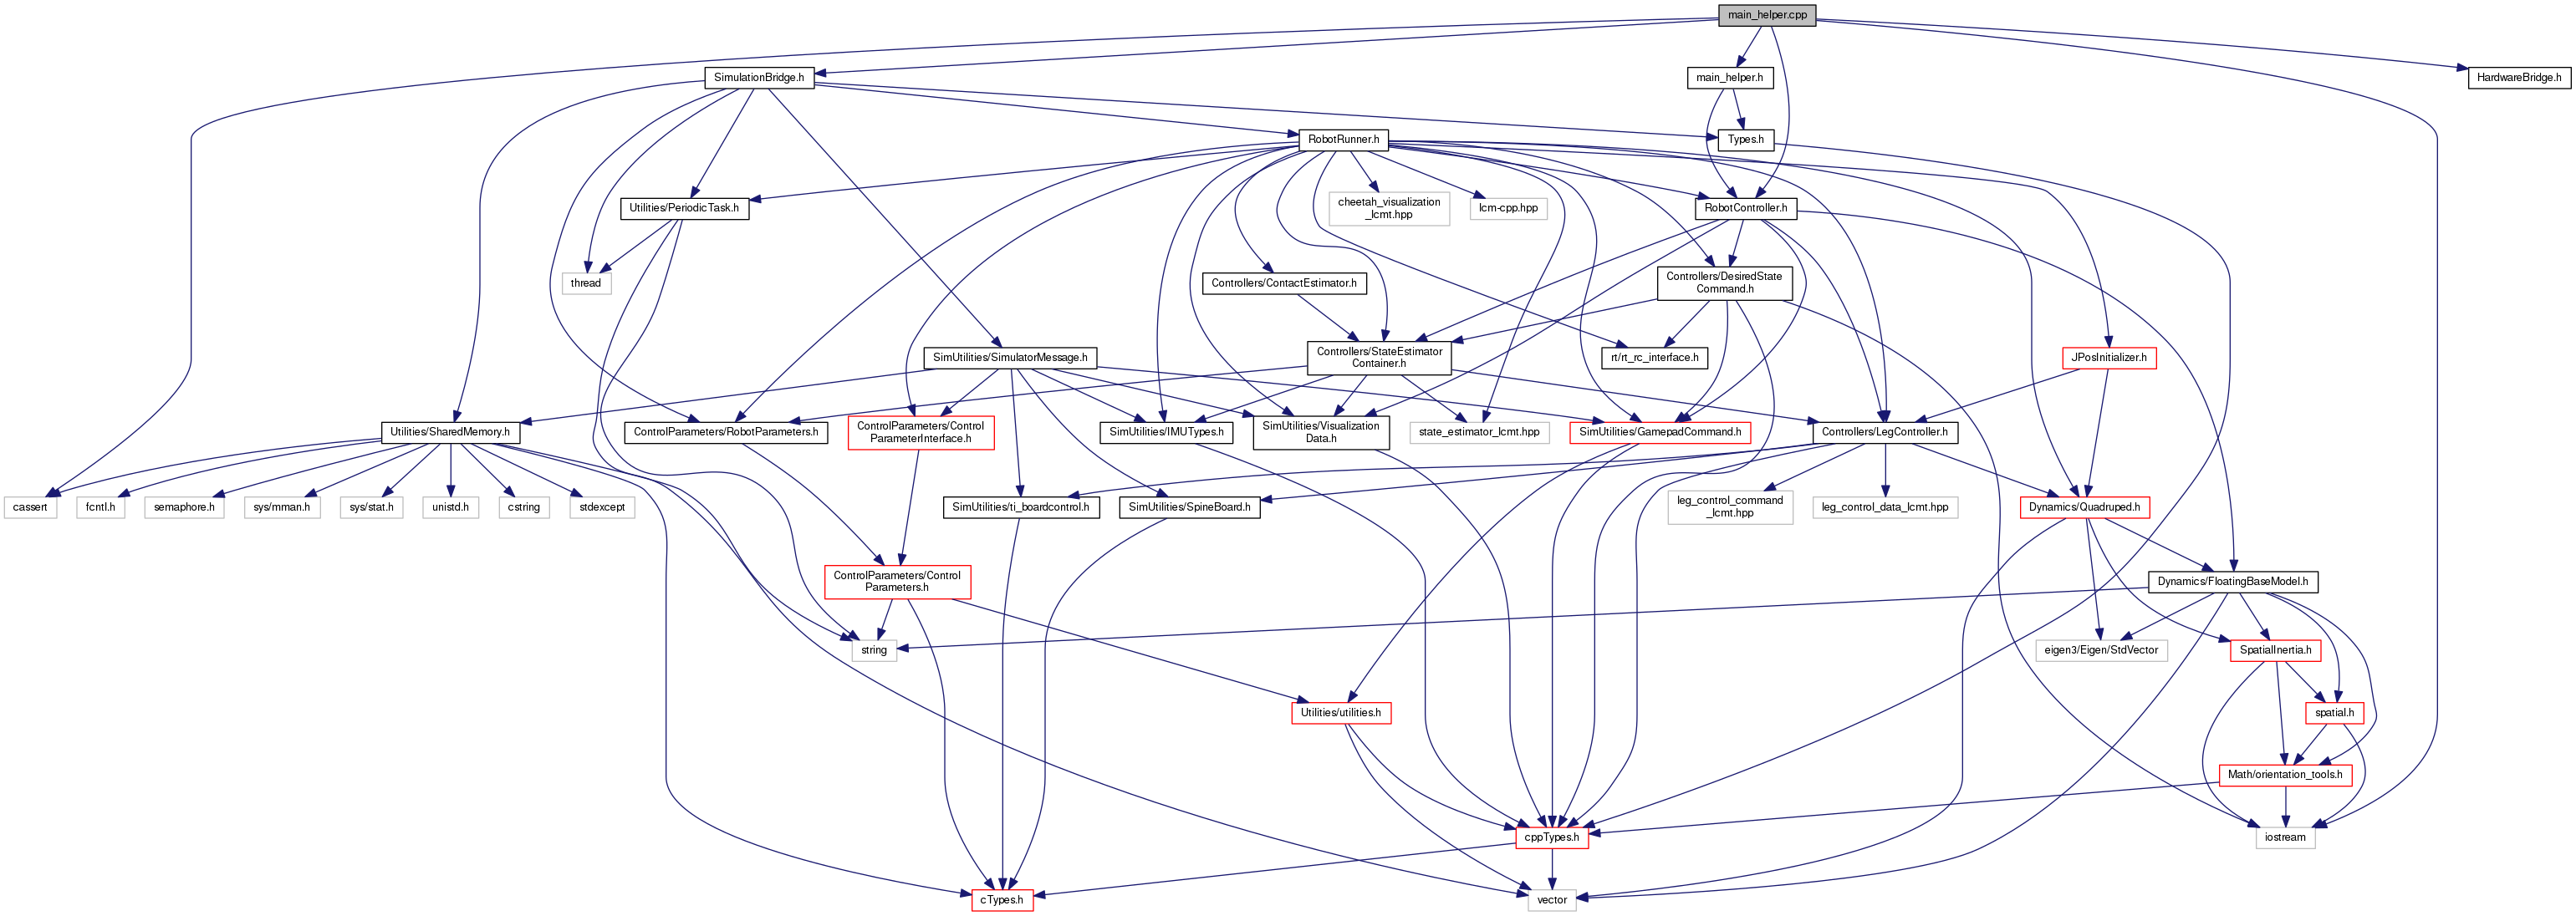 main_helper.cpp
SimulationBridge.h
main_helper.h
HardwareBridge.h
RobotRunner.h
Types.h
Utilities/PeriodicTask.h
cheetah_visualization
_lcmt.hpp
lcm-cpp.hpp
RobotController.h
thread
Controllers/ContactEstimator.h
Controllers/DesiredState
Command.h
SimUtilities/SimulatorMessage.h
Controllers/StateEstimator
Container.h
rt/rt_rc_interface.h
JPosInitializer.h
Utilities/SharedMemory.h
ControlParameters/RobotParameters.h
ControlParameters/Control
ParameterInterface.h
SimUtilities/IMUTypes.h
SimUtilities/Visualization
Data.h
state_estimator_lcmt.hpp
SimUtilities/GamepadCommand.h
Controllers/LegController.h
cassert
fcntl.h
semaphore.h
sys/mman.h
sys/stat.h
unistd.h
cstring
stdexcept
SimUtilities/ti_boardcontrol.h
SimUtilities/SpineBoard.h
leg_control_command
_lcmt.hpp
leg_control_data_lcmt.hpp
Dynamics/Quadruped.h
ControlParameters/Control
Parameters.h
Dynamics/FloatingBaseModel.h
string
eigen3/Eigen/StdVector
SpatialInertia.h
Utilities/utilities.h
spatial.h
Math/orientation_tools.h
cppTypes.h
iostream
cTypes.h
vector